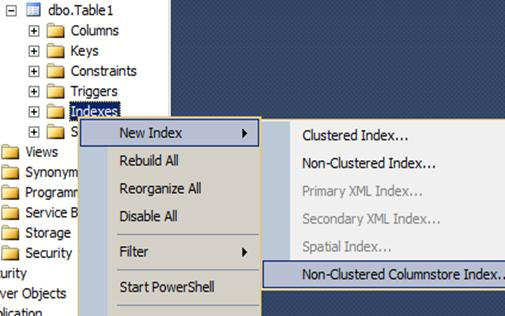 dbo.Table1
Columns
Keys
Constraints
Triggers
Indexes
Views
Synonym
Programm
Service B
Storage
Security
curity
ver Objects
plication
New Index
Rebuild All
Reorganize All
Disable All
Filter
Start PowerShell
Clustered Index...
Non-Clustered Index...
Primary XML Index...
Secondary XML Index...
Spatial Index...
Non-Clustered Columnstore Index..